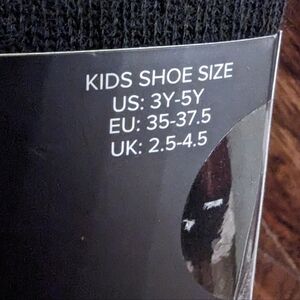 KIDS SHOE SIZE
US: 3Y-5Y
EU: 35-37.5
UK: 2.5-4.5